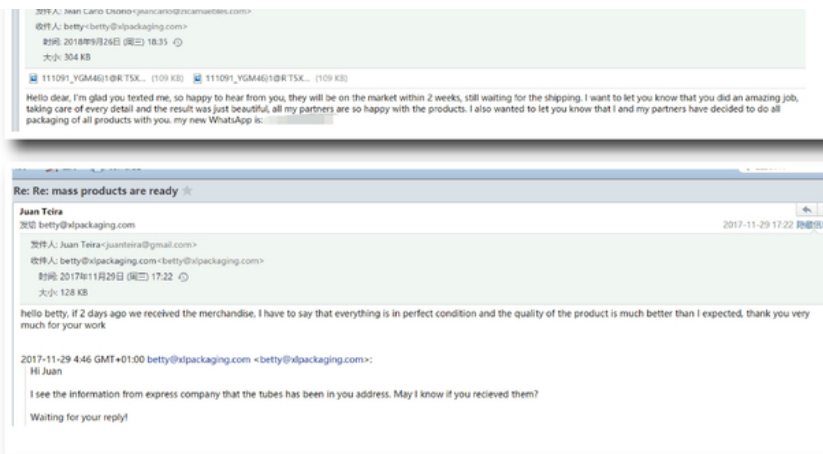 发件人: Jean Carlo Osorio<jeancarlo@zicamuebles.com>
收件人: betty<betty@xlpackaging.com>
时间: 2018年9月26日 (周三) 18:35
大小: 304 KB
111091_YGM46)1@R`T5X... (109 KB) 111091_YGM46)1@R`T5X... (109 KB)
Hello dear, I'm glad you texted me, so happy to hear from you, they will be on the market within 2 weeks, still waiting for the shipping. I want to let you know that you did an amazing job,
taking care of every detail and the result was just beautiful, all my partners are so happy with the products. I also wanted to let you know that I and my partners have decided to do all
packaging of all products with you. my new WhatsApp is:
Re: Re: mass products are ready
Juan Teira
发给 betty@xlpackaging.com 2017-11-29 17:22
发件人: Juan Teira<juanteira@gmail.com>
收件人: betty@xlpackaging.com<betty@xlpackaging.com>
时间: 2017年11月29日 (周三) 17:22
大小: 128 KB
hello betty, if 2 days ago we received the merchandise, I have to say that everything is in perfect condition and the quality of the product is much better than I expected, thank you very
much for your work
2017-11-29 4:46 GMT+01:00 betty@xlpackaging.com <betty@xlpackaging.com>:
Hi Juan
I see the information from express company that the tubes has been in you address. May I know if you recieved them?
Waiting for your reply!